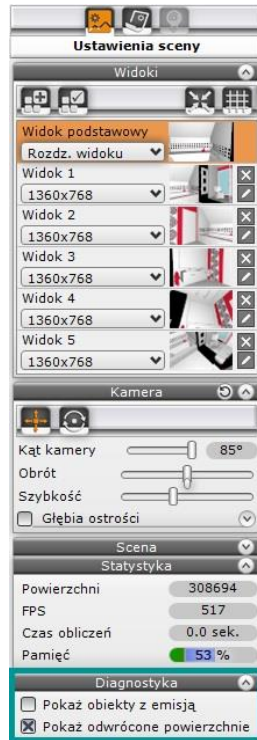 Ustawienia sceny
Widoki
Widok podstawowy
Rozdz. widoku
Widok 1
1360x768
Widok 2
1360x768
Widok 3
1360x768
Widok 4
1360x768
Widok 5
1360x768
Kamera
Kąt kamery 85°
Obrót
Szybkość
Głębia ostrości
Scena
Statystyka
Powierzchni 308694
FPS 517
Czas obliczeń 0.0 sek.
Pamięć 53 %
Diagnostyka
Pokaż obiekty z emisją
Pokaż odwrócone powierzchnie